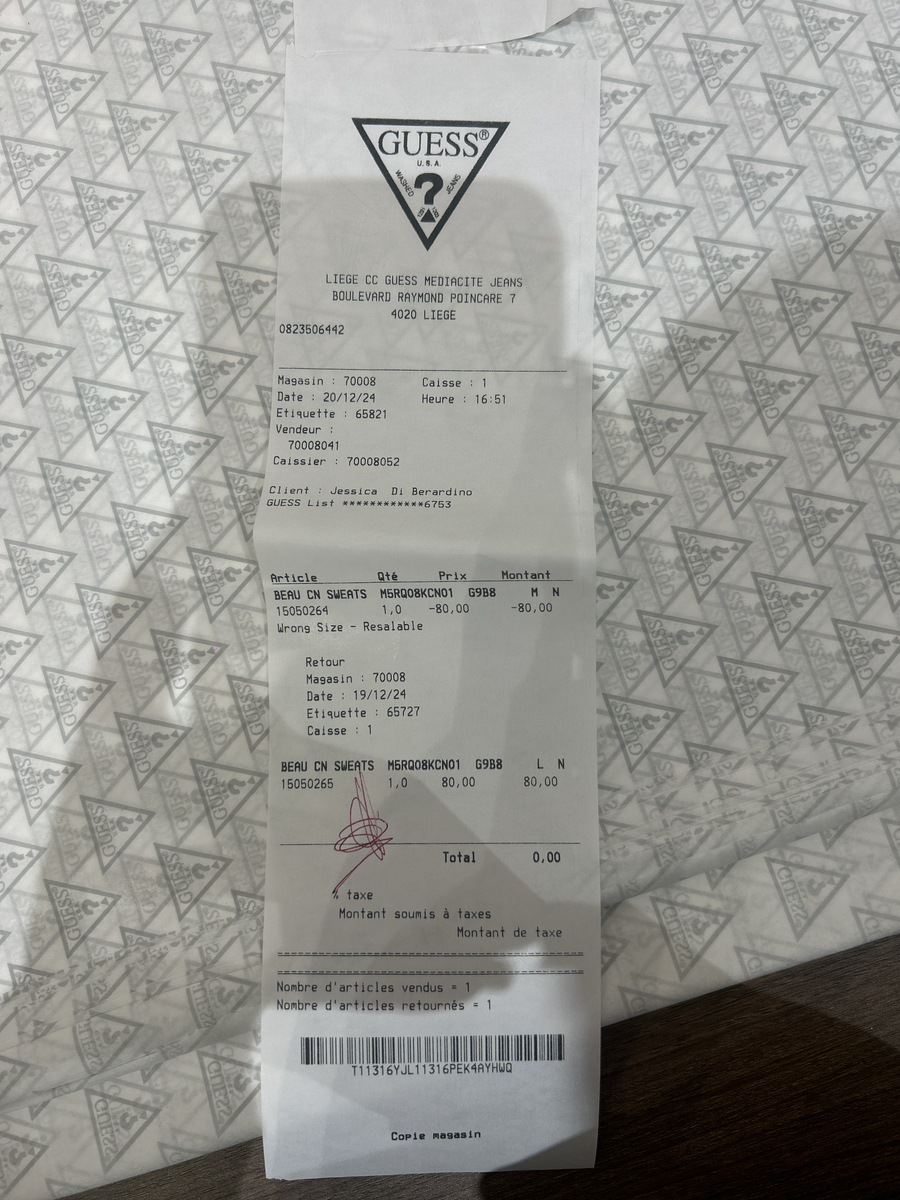 GUESS®
U.S.A.
WASHED JEANS
?
LIEGE CC GUESS MEDIACITE JEANS
BOULEVARD RAYMOND POINCARE 7
4020 LIEGE
0823506442
Magasin : 70008 Caisse : 1
Date : 20/12/24 Heure : 16:51
Etiquette : 65821
Vendeur :
70008041
Caissier : 70008052
Client : Jessica Di Berardino
GUESS List ************6753
Article Qté Prix Montant
BEAU CN SWEATS M5RQ08KCNO1 G9B8 M N
15050264 1,0 -80,00 -80,00
Wrong Size - Resalable
Retour
Magasin : 70008
Date : 19/12/24
Etiquette : 65727
Caisse : 1
BEAU CN SWEATS M5RQ08KCNO1 G9B8 L N
15050265 1,0 80,00 80,00
Total 0,00
% taxe
Montant soumis à taxes
Montant de taxe
Nombre d'articles vendus = 1
Nombre d'articles retournés = 1
T11316YJL11316PEK4AYHWQ
Copie magasin